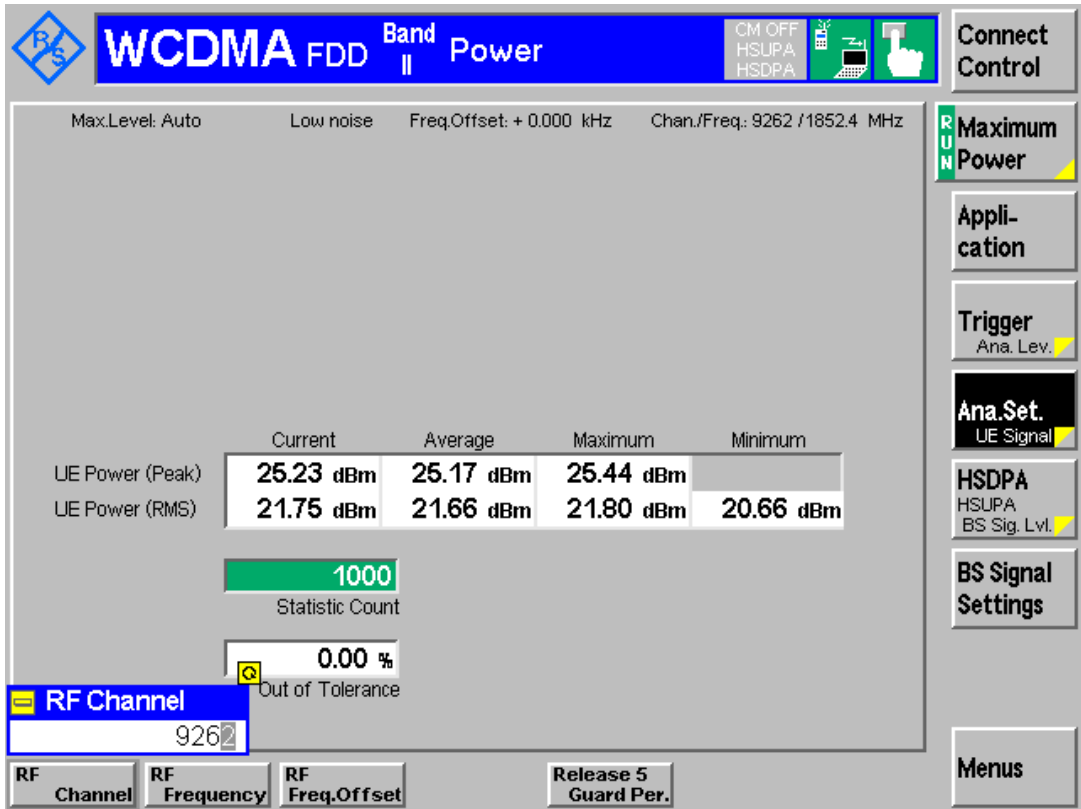 R/S WCDMA FDD Band II Power CM OFF HSUPA HSDPA
Connect Control
Max.Level: Auto Low noise Freq.Offset: + 0.000 kHz Chan./Freq.: 9262 / 1852.4 MHz
RUN Maximum Power
Appli-
cation
Trigger
Ana. Lev.
Ana.Set.
UE Signal
Current Average Maximum Minimum
UE Power (Peak) 25.23 dBm 25.17 dBm 25.44 dBm
UE Power (RMS) 21.75 dBm 21.66 dBm 21.80 dBm 20.66 dBm
HSDPA
HSUPA
BS Sig. Lvl.
1000
Statistic Count
BS Signal
Settings
0.00 %
Out of Tolerance
RF Channel
9262
RF Channel
RF Frequency
RF Freq.Offset
Release 5 Guard Per.
Menus